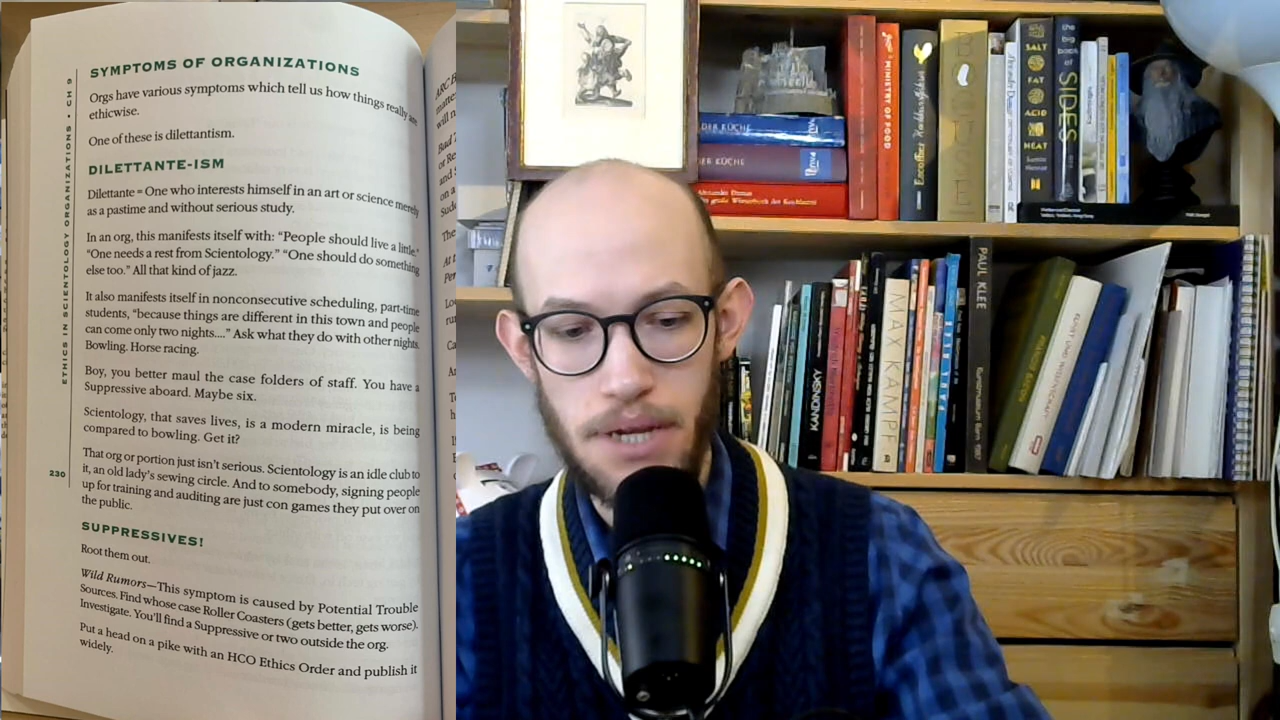 SYMPTOMS OF ORGANIZATIONS
Orgs have various symptoms which tell us how things really are
ethicwise.
One of these is dilettantism.
DILETTANTE-ISM
Dilettante = One who interests himself in an art or science merely
as a pastime and without serious study.
In an org, this manifests itself with: “People should live a little.”
“One needs a rest from Scientology.” “One should do something
else too.” All that kind of jazz.
It also manifests itself in nonconsecutive scheduling, part-time
students, “because things are different in this town and people
can come only two nights....” Ask what they do with other nights.
Bowling. Horse racing.
Boy, you better maul the case folders of staff. You have a
Suppressive aboard. Maybe six.
Scientology, that saves lives, is a modern miracle, is being
compared to bowling. Get it?
That org or portion just isn’t serious. Scientology is an idle club to
it, an old lady’s sewing circle. And to somebody, signing people
up for training and auditing are just con games they put over on
the public.
SUPPRESSIVES!
Root them out.
Wild Rumors—This symptom is caused by Potential Trouble
Sources. Find whose case Roller Coasters (gets better, gets worse).
Investigate. You’ll find a Suppressive or two outside the org.
Put a head on a pike with an HCO Ethics Order and publish it
widely.
ETHICS IN SCIENTOLOGY ORGANIZATIONS • CH 9
230
DER KÜCHE
DER KÜCHE
Alexander Dumas
MINISTRY OF FOOD
SALT
FAT
ACID
HEAT
the big book of SIDES
KANDINSKY
MAX KÄMPF
PAUL KLEE